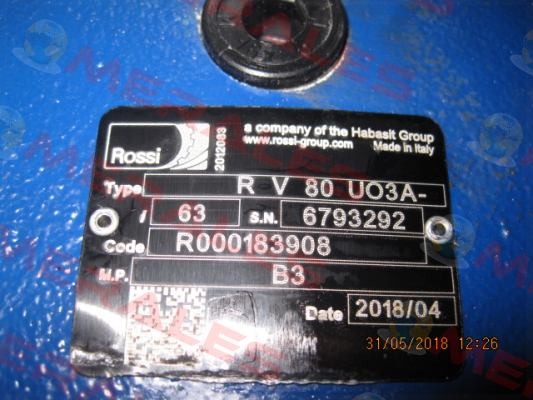 Rossi
2012083
a company of the Habasit Group
www.rossi-group.com Made in Italy
Type R V 80 UO3A-
i 63 S.N. 6793292
Code R000183908
M.P. B3
Date 2018/04
31/05/2018 12:26
MERALES